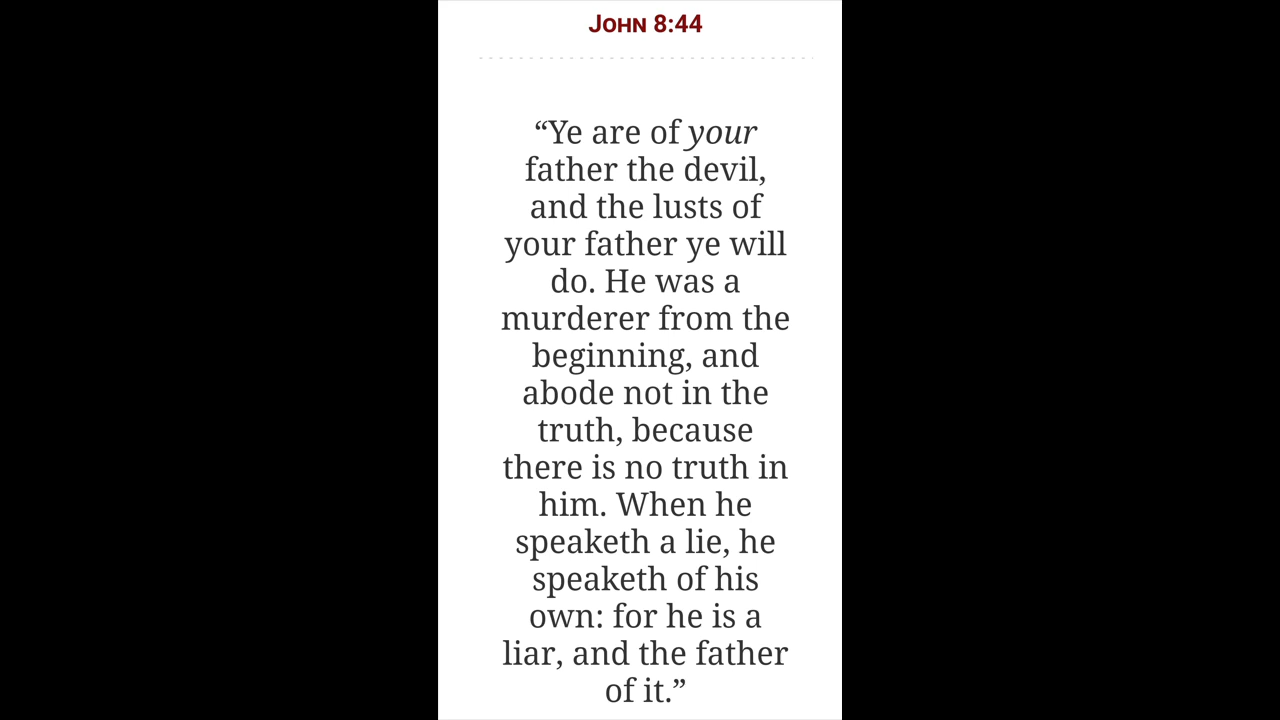 John 8:44
“Ye are of your
father the devil,
and the lusts of
your father ye will
do. He was a
murderer from the
beginning, and
abode not in the
truth, because
there is no truth in
him. When he
speaketh a lie, he
speaketh of his
own: for he is a
liar, and the father
of it.”